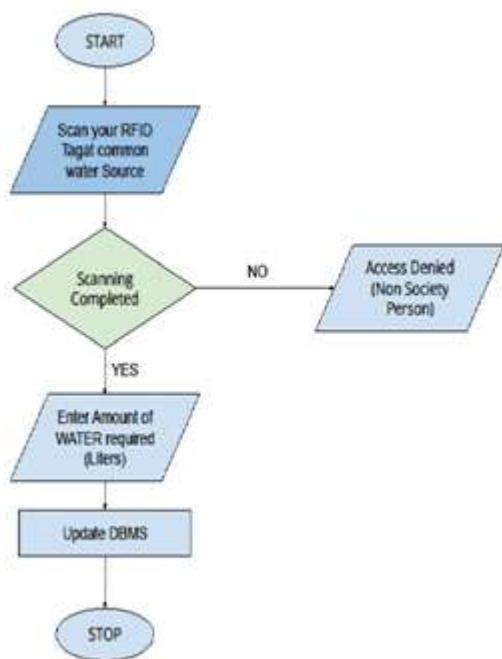 START
Scan your RFID
Tagat common
water Source
Scanning
Completed
NO
Access Denied
(Non Society
Person)
YES
Enter Amount of
WATER required
(Liters)
Update DBMS
STOP